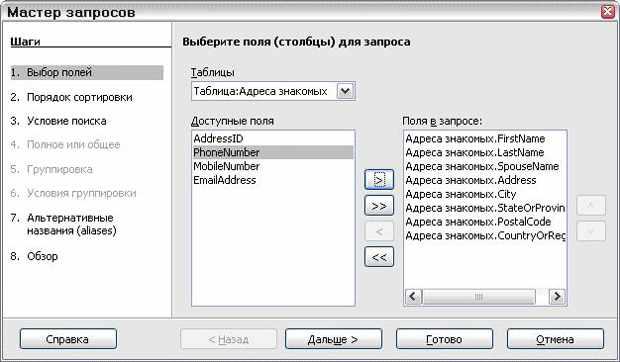 Мастер запросов
Шаги
1. Выбор полей
2. Порядок сортировки
3. Условие поиска
4. Полное или общее
5. Группировка
6. Условия группировки
7. Альтернативные
названия (aliases)
8. Обзор
Выберите поля (столбцы) для запроса
Таблицы
Таблица:Адреса знакомых
Доступные поля
AddressID
PhoneNumber
MobileNumber
EmailAddress
>
>>
<
<<
Поля в запросе:
Адреса знакомых.FirstName
Адреса знакомых.LastName
Адреса знакомых.SpouseName
Адреса знакомых.Address
Адреса знакомых.City
Адреса знакомых.StateOrProvin
Адреса знакомых.PostalCode
Адреса знакомых.CountryOrReg
Справка
< Назад
Дальше >
Готово
Отмена